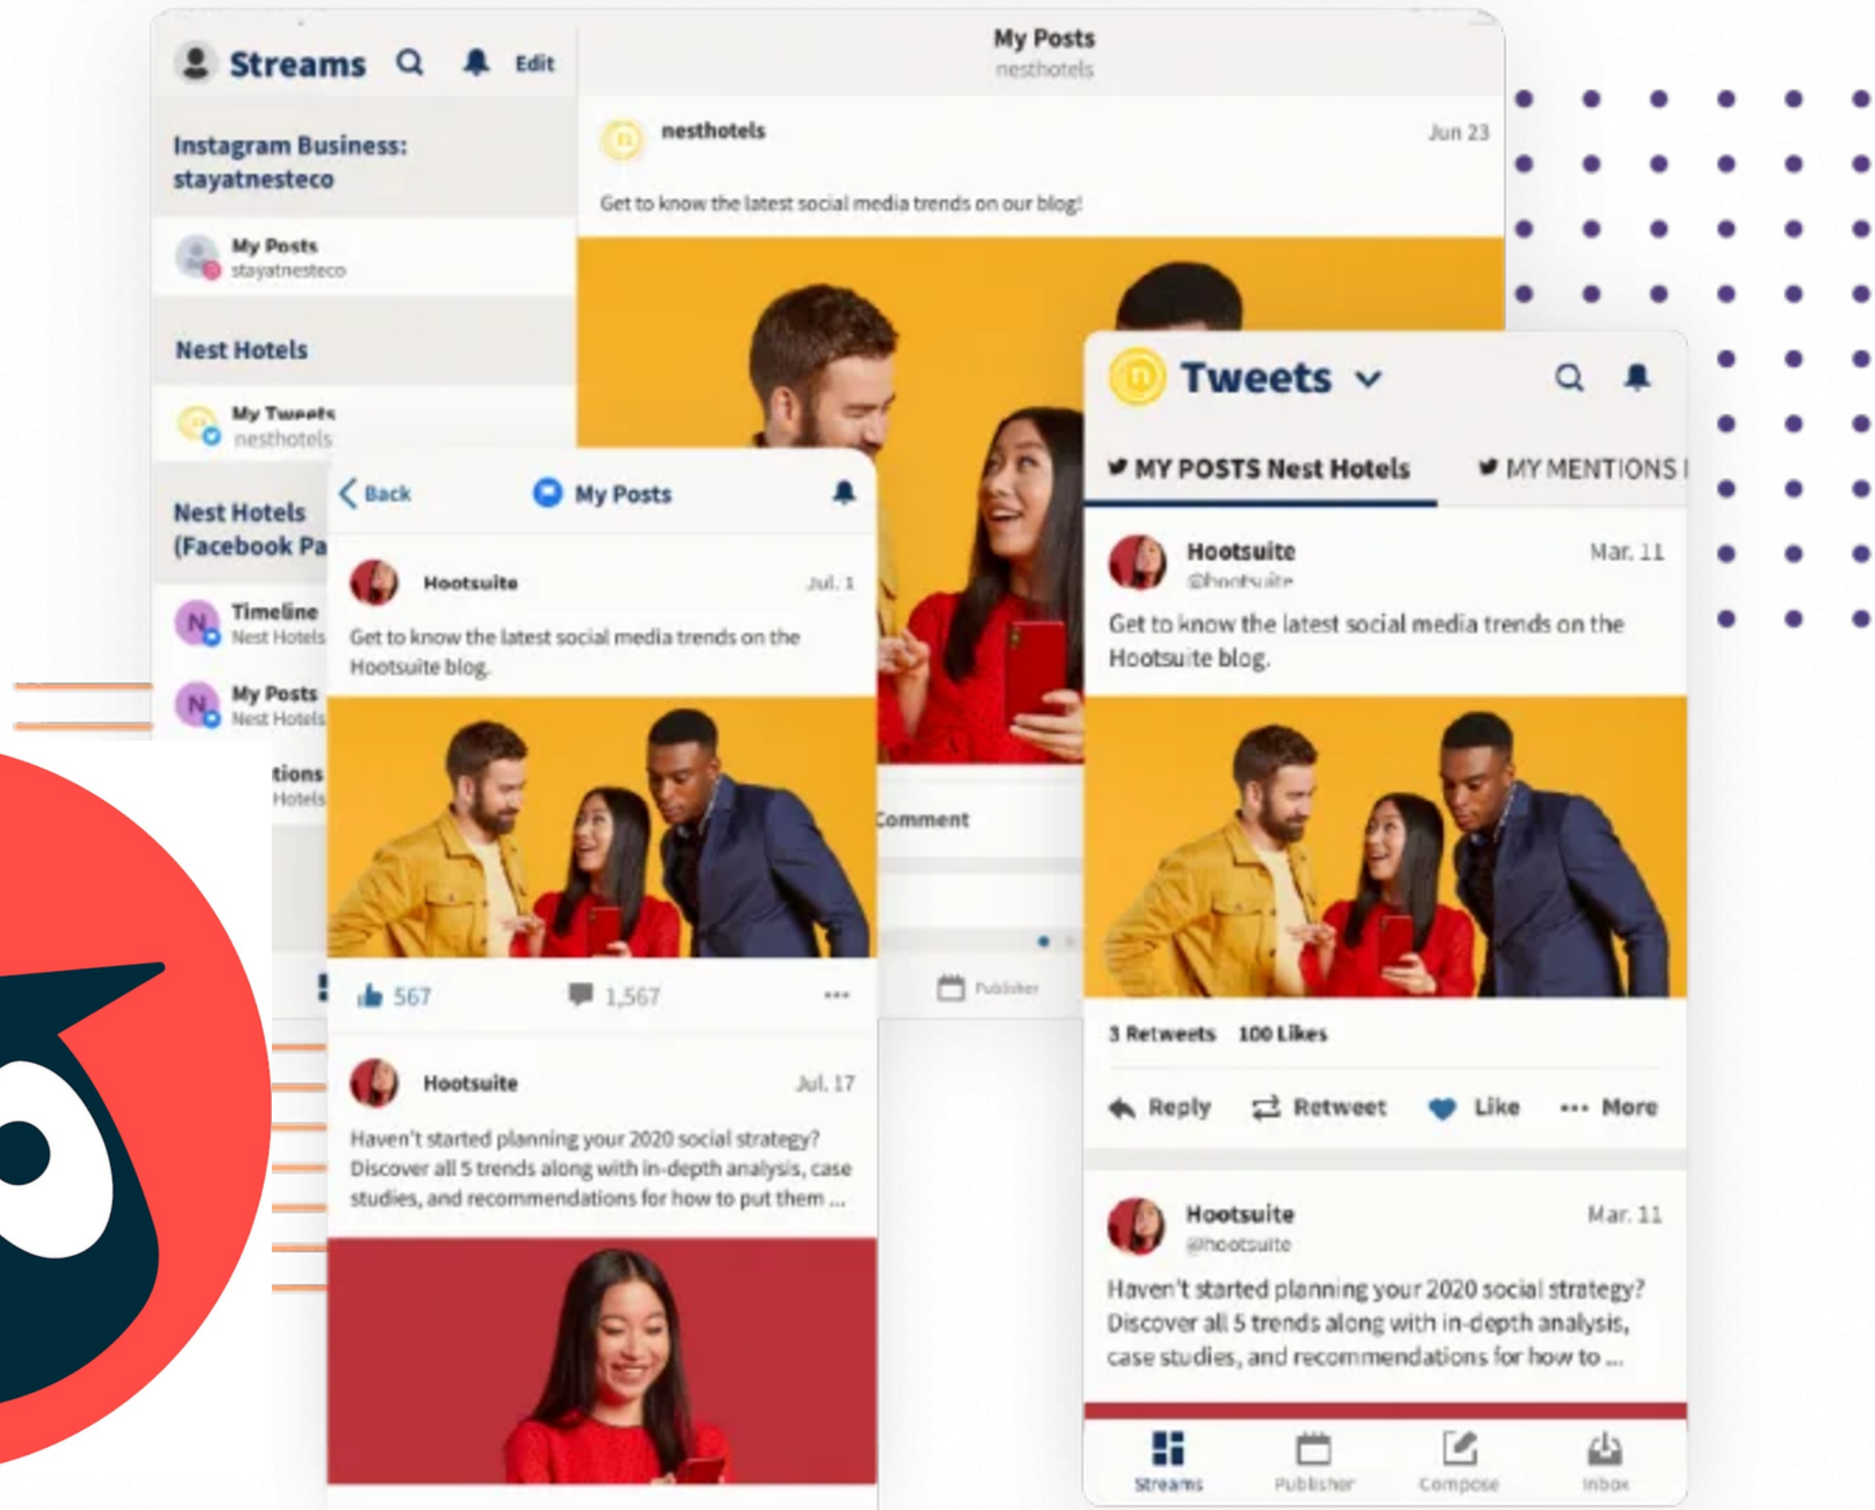 Streams
Edit
Instagram Business:
stayatnesteco
My Posts
stayatnesteco
Nest Hotels
My Tweets
nesthotels
Nest Hotels
(Facebook Pa
Timeline
Nest Hotels
My Posts
Nest Hotels
tions
Hotels
My Posts
nesthotels
nesthotels
Jun 23
Get to know the latest social media trends on our blog!
Comment
Publisher
Back
My Posts
Hootsuite
Jul. 1
Get to know the latest social media trends on the
Hootsuite blog.
567
1,567
Hootsuite
Jul. 17
Haven't started planning your 2020 social strategy?
Discover all 5 trends along with in-depth analysis, case
studies, and recommendations for how to put them ...
n
Tweets
MY POSTS Nest Hotels
MY MENTIONS
Hootsuite
Mar. 11
@hootsuite
Get to know the latest social media trends on the
Hootsuite blog.
3 Retweets 100 Likes
Reply Retweet Like More
Hootsuite
Mar. 11
@hootsuite
Haven't started planning your 2020 social strategy?
Discover all 5 trends along with in-depth analysis,
case studies, and recommendations for how to ...
Streams Publisher Compose Inbox